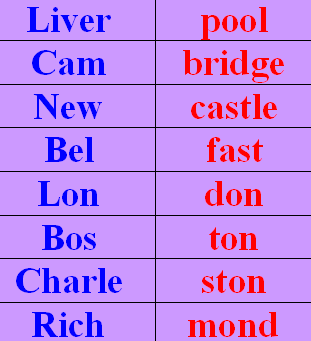 Liver pool
Cam bridge
New castle
Bel fast
Lon don
Bos ton
Charle ston
Rich mond